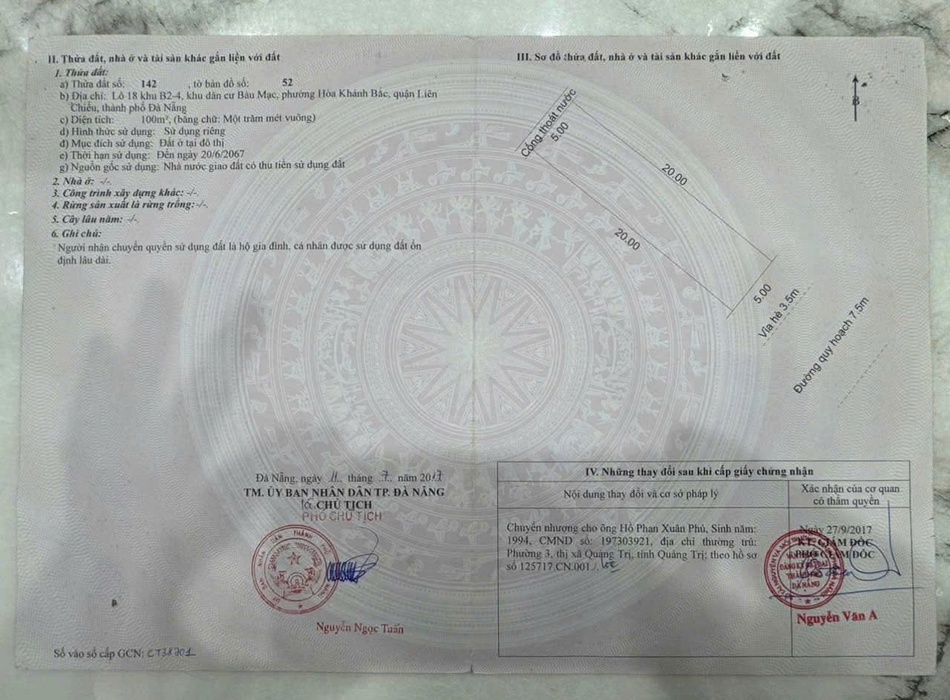 II. Thửa đất, nhà ở và tài sản khác gắn liền với đất
1. Thửa đất:
a) Thửa đất số: 142 , tờ bản đồ số: 52
b) Địa chỉ: Lô 18 khu B2-4, khu dân cư Bàu Mạc, phường Hòa Khánh Bắc, quận Liên
Chiểu, thành phố Đà Nẵng
c) Diện tích: 100m², (bằng chữ: Một trăm mét vuông)
d) Hình thức sử dụng: Sử dụng riêng
đ) Mục đích sử dụng: Đất ở tại đô thị
e) Thời hạn sử dụng: Đến ngày 20/6/2067
g) Nguồn gốc sử dụng: Nhà nước giao đất có thu tiền sử dụng đất
2. Nhà ở: -/-.
3. Công trình xây dựng khác: -/-.
4. Rừng sản xuất là rừng trồng: -/-.
5. Cây lâu năm: -/-.
6. Ghi chú:
Người nhận chuyển quyền sử dụng đất là hộ gia đình, cá nhân được sử dụng đất ổn
định lâu dài.
Đà Nẵng, ngày 11 tháng 7 năm 2017
TM. ỦY BAN NHÂN DÂN TP. ĐÀ NẴNG
CHỦ TỊCH
PHÓ CHỦ TỊCH
Nguyễn Ngọc Tuấn
Số vào sổ cấp GCN: CT38701
III. Sơ đồ thửa đất, nhà ở và tài sản khác gắn liền với đất
B
Cống thoát nước
5.00
20.00
20.00
5.00
Vỉa hè 3.5m
Đường quy hoạch 7.5m
IV. Những thay đổi sau khi cấp giấy chứng nhận
Nội dung thay đổi và cơ sở pháp lý
Xác nhận của cơ quan
có thẩm quyền
Chuyển nhượng cho ông Hồ Phan Xuân Phú, Sinh năm:
1994, CMND số: 197303921, địa chỉ thường trú:
Phường 3, thị xã Quảng Trị, tỉnh Quảng Trị; theo hồ sơ
số 125717.CN.001./.
Ngày 27/9/2017
KT. GIÁM ĐỐC
PHÓ GIÁM ĐỐC
Nguyễn Văn A